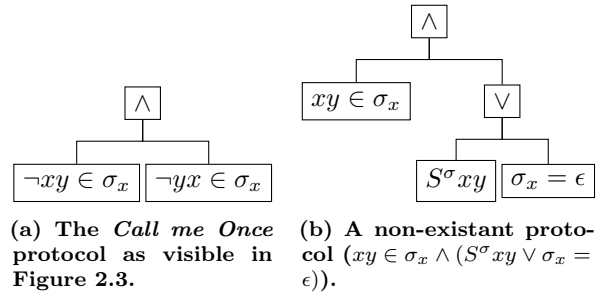 ∧
∧
xy ∈ σ_x
∨
¬xy ∈ σ_x ¬yx ∈ σ_x
S^σ xy σ_x = ϵ
(a) The Call me Once
protocol as visible in
Figure 2.3.
(b) A non-existant proto-
col (xy ∈ σ_x ∧ (S^σ xy ∨ σ_x =
ϵ)).